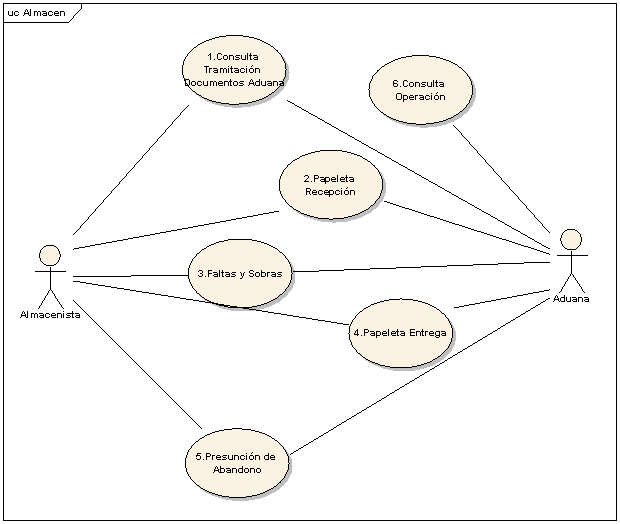 uc Almacen
1.Consulta
Tramitación
Documentos Aduana
6.Consulta
Operación
2.Papeleta
Recepción
3.Faltas y Sobras
Almacenista
Aduana
4.Papeleta Entrega
5.Presunción de
Abandono